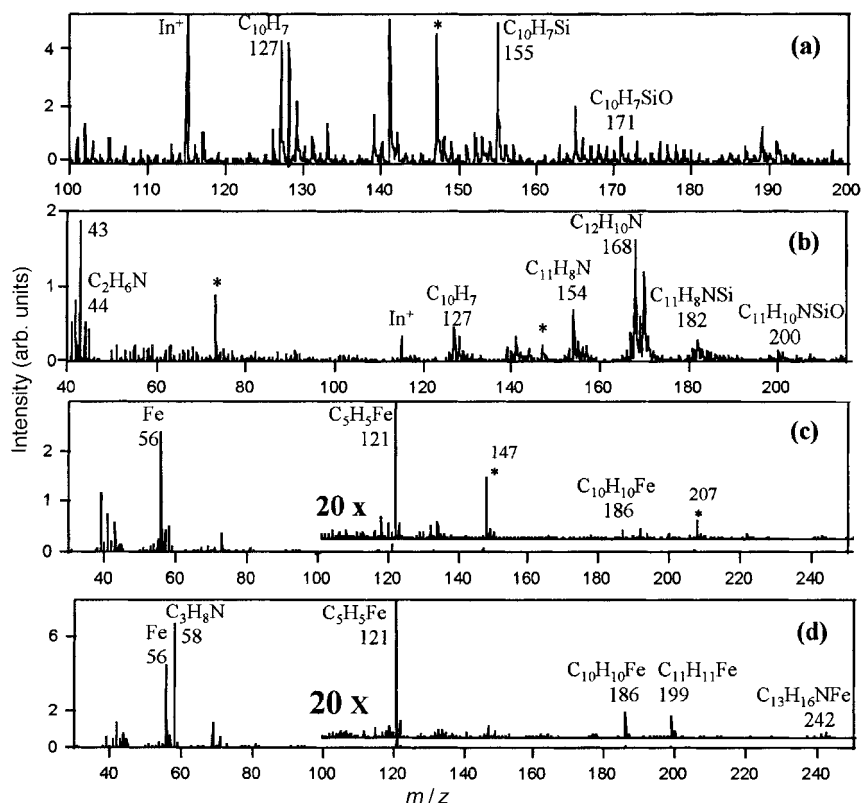 (a)
In⁺
C₁₀H₇
127
*
C₁₀H₇Si
155
C₁₀H₇SiO
171
4
2
0
100 110 120 130 140 150 160 170 180 190 200
(b)
43
C₂H₆N
44
*
In⁺
C₁₀H₇
127
*
C₁₁H₈N
154
C₁₂H₁₀N
168
C₁₁H₈NSi
182
C₁₁H₁₀NSiO
200
2
1
0
40 60 80 100 120 140 160 180 200
Intensity (arb. units)
(c)
Fe
56
C₅H₅Fe
121
20 x
147
*
C₁₀H₁₀Fe
186
207
*
2
1
0
40 60 80 100 120 140 160 180 200 220 240
(d)
Fe
56
C₃H₈N
58
C₅H₅Fe
121
20 x
C₁₀H₁₀Fe
186
C₁₁H₁₁Fe
199
C₁₃H₁₆NFe
242
6
4
2
0
40 60 80 100 120 140 160 180 200 220 240
m / z